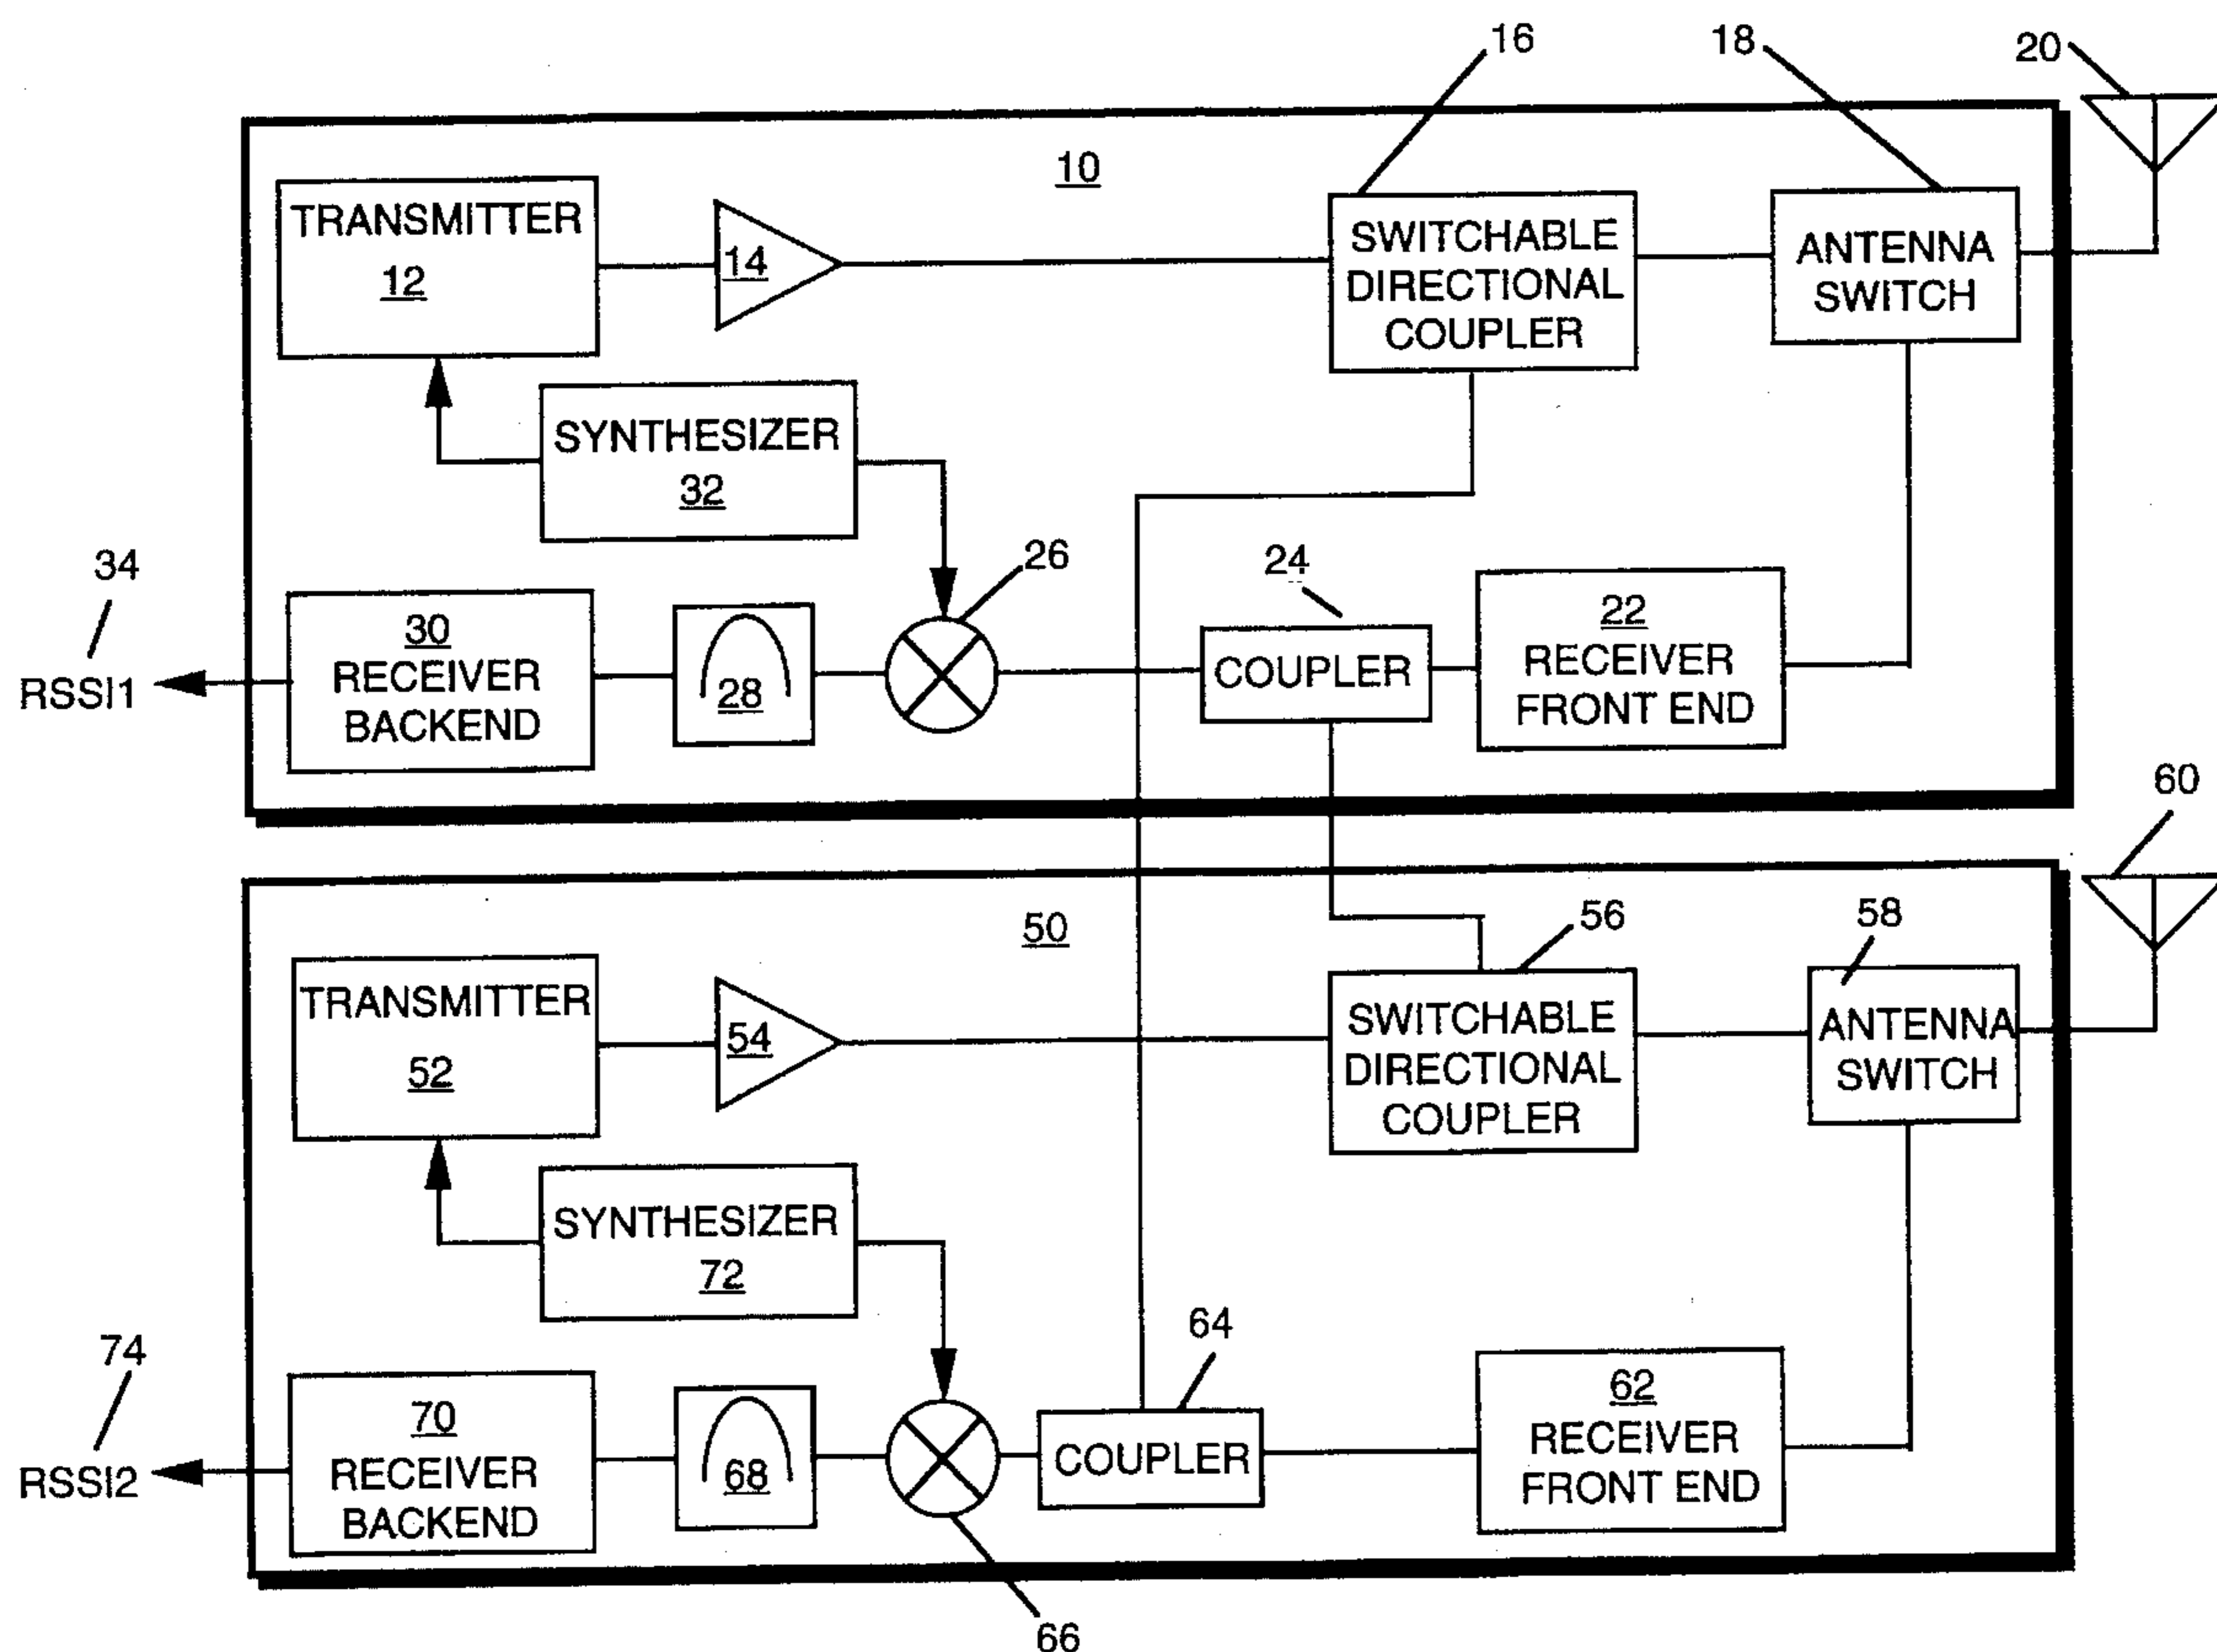 16
18
20
10
TRANSMITTER
12
14
SWITCHABLE
DIRECTIONAL
COUPLER
ANTENNA
SWITCH
SYNTHESIZER
32
34
RSSI1
30
RECEIVER
BACKEND
28
26
24
COUPLER
22
RECEIVER
FRONT END
60
50
56
58
TRANSMITTER
52
54
SWITCHABLE
DIRECTIONAL
COUPLER
ANTENNA
SWITCH
SYNTHESIZER
72
74
RSSI2
70
RECEIVER
BACKEND
68
66
64
COUPLER
62
RECEIVER
FRONT END